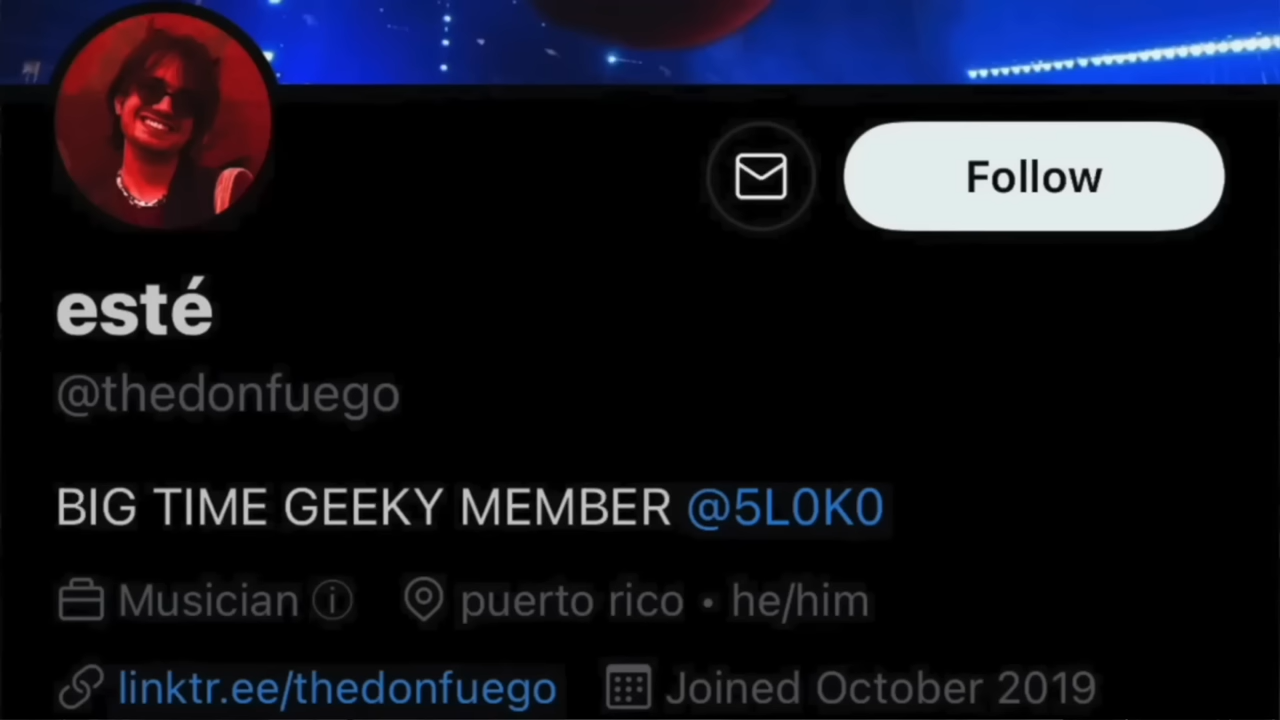 Follow
esté
@thedonfuego
BIG TIME GEEKY MEMBER @5L0K0
Musician puerto rico • he/him
linktr.ee/thedonfuego Joined October 2019